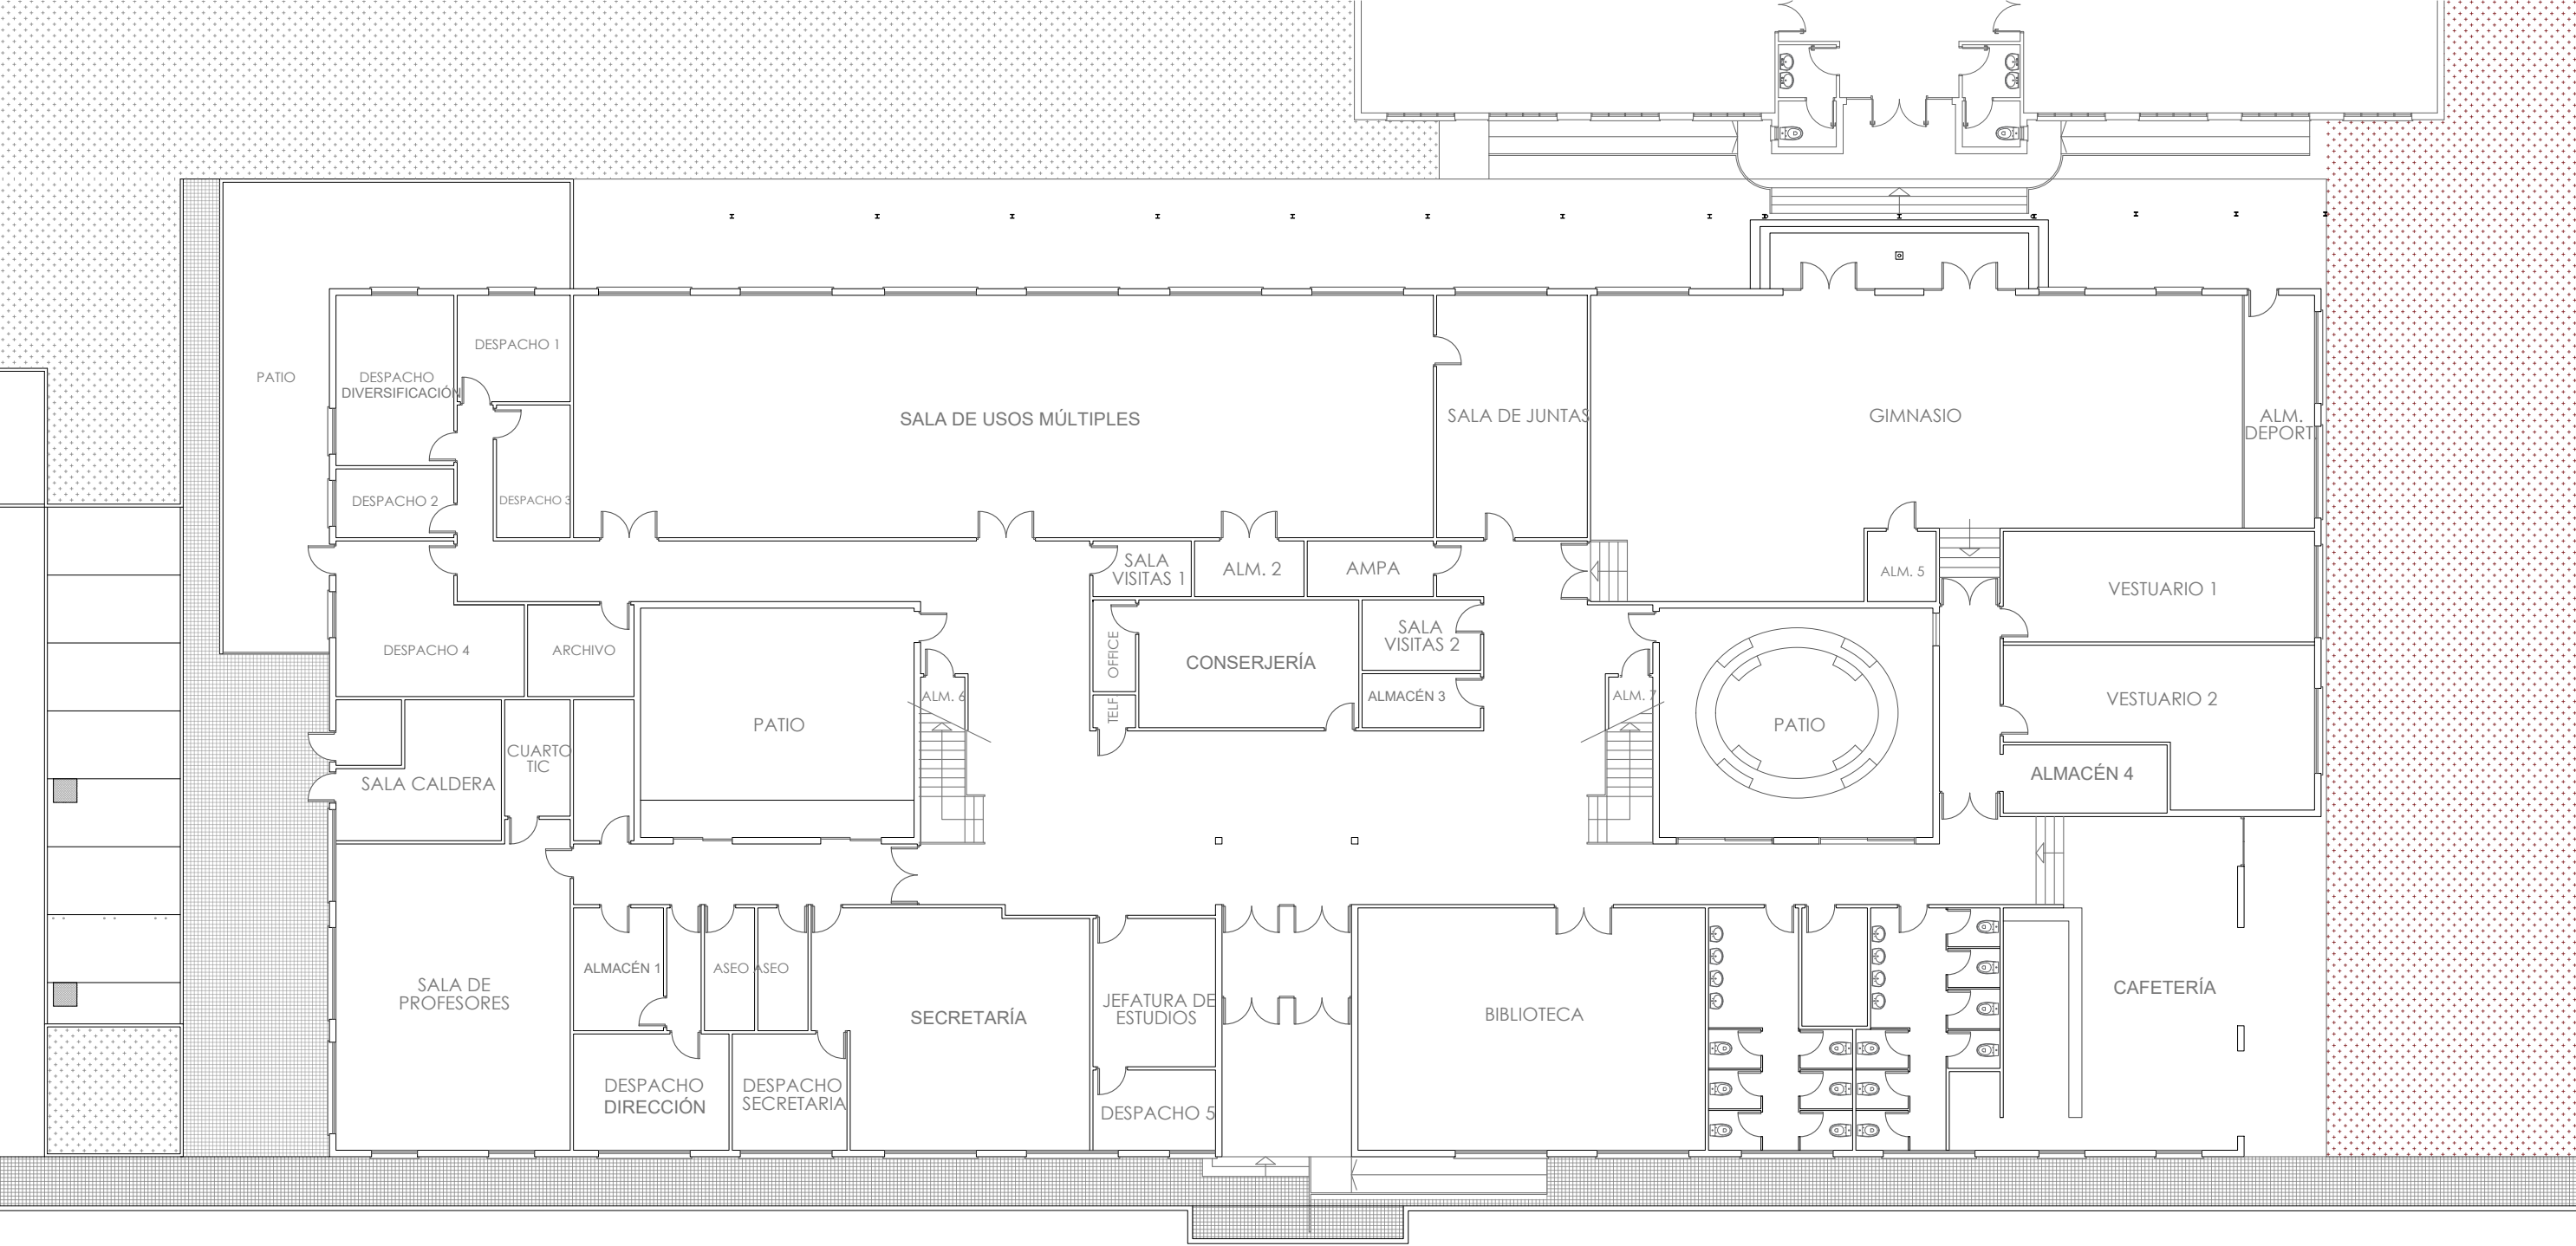 PATIO
DESPACHO
DIVERSIFICACIÓN
DESPACHO 1
DESPACHO 2
DESPACHO 3
SALA DE USOS MÚLTIPLES
SALA DE JUNTAS
GIMNASIO
ALM.
DEPORT.
SALA
VISITAS 1
ALM. 2
AMPA
ALM. 5
VESTUARIO 1
DESPACHO 4
ARCHIVO
OFFICE
CONSERJERÍA
SALA
VISITAS 2
ALM. 6
TELF
ALMACÉN 3
ALM. 7
VESTUARIO 2
PATIO
PATIO
CUARTO
TIC
SALA CALDERA
ALMACÉN 4
ALMACÉN 1
ASEO
ASEO
SALA DE
PROFESORES
SECRETARÍA
JEFATURA DE
ESTUDIOS
BIBLIOTECA
CAFETERÍA
DESPACHO
DIRECCIÓN
DESPACHO
SECRETARIA
DESPACHO 5